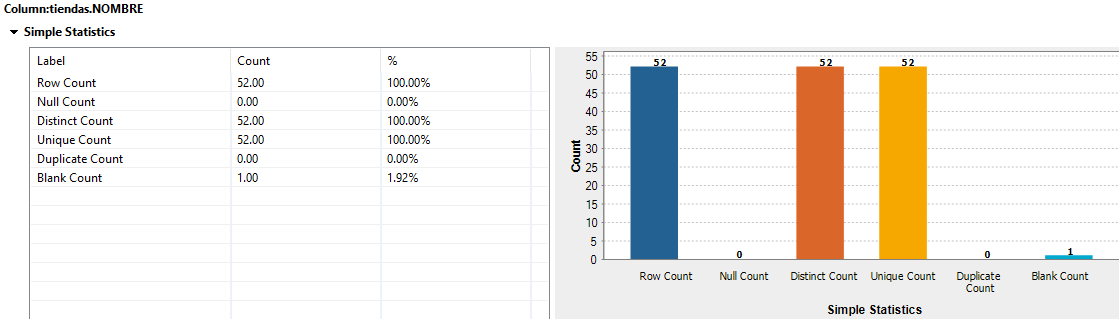 Column:tiendas.NOMBRE
Simple Statistics
Label Count %
Row Count 52.00 100.00%
Null Count 0.00 0.00%
Distinct Count 52.00 100.00%
Unique Count 52.00 100.00%
Duplicate Count 0.00 0.00%
Blank Count 1.00 1.92%
55
50
45
40
35
30
25
20
15
10
5
0
Count
52
0
52
52
0
1
Row Count
Null Count
Distinct Count
Unique Count
Duplicate
Count
Blank Count
Simple Statistics